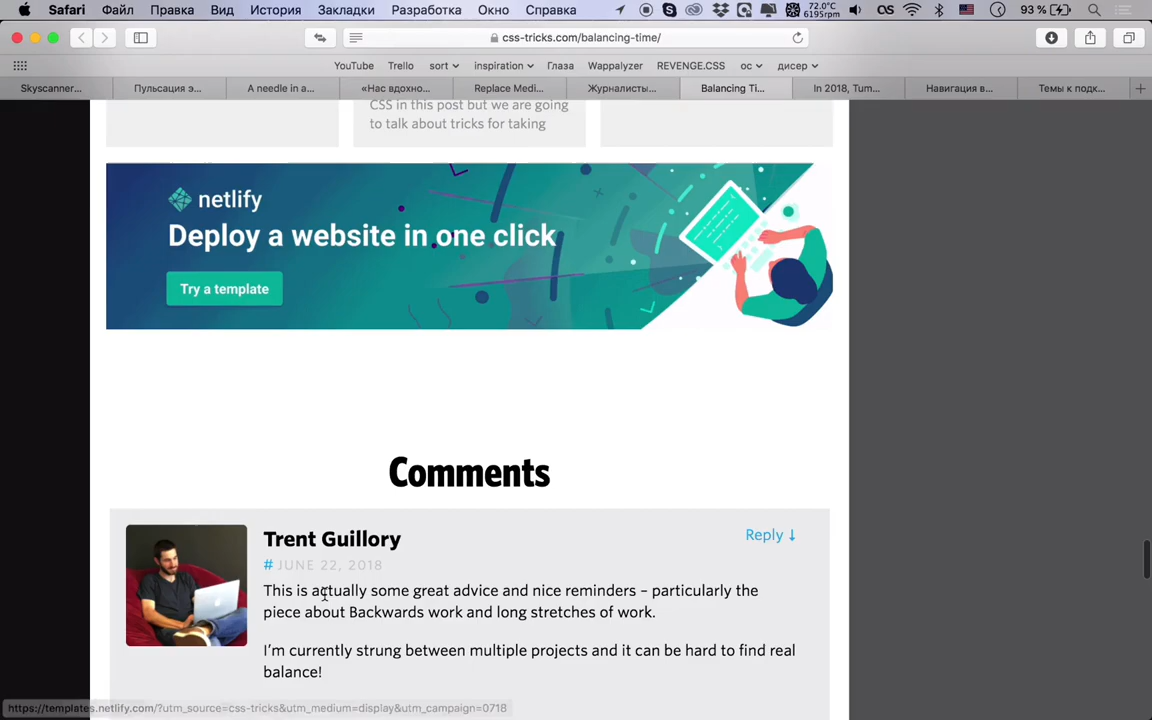 Safari Файл Правка Вид История Закладки Разработка Окно Справка 72.0°C 6195rpm 93 %
css-tricks.com/balancing-time/
YouTube Trello sort inspiration Глаза Wappalyzer REVENGE.CSS ос дисер
Skyscanner... Пульсация э... A needle in a... «Нас вдохно... Replace Medi... Журналисты... Balancing Ti... In 2018, Tum... Навигация в... Темы к подк...
CSS in this post but we are going
to talk about tricks for taking
netlify
Deploy a website in one click
Try a template
Comments
Trent Guillory
Reply ↓
# JUNE 22, 2018
This is actually some great advice and nice reminders – particularly the
piece about Backwards work and long stretches of work.
I’m currently strung between multiple projects and it can be hard to find real
balance!
https://templates.netlify.com/?utm_source=css-tricks&utm_medium=display&utm_campaign=0718